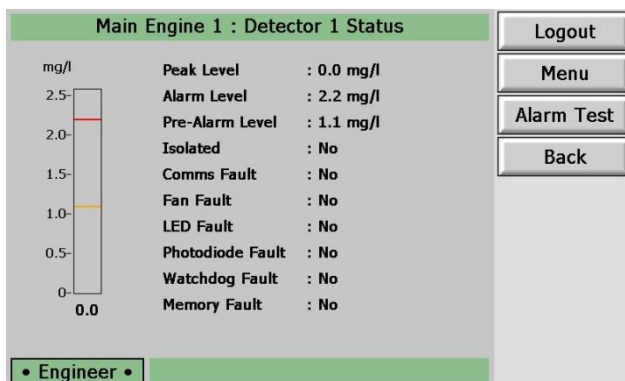 Main Engine 1 : Detector 1 Status
mg/l
2.5-
2.0-
1.5-
1.0-
0.5-
0-
0.0
Peak Level : 0.0 mg/l
Alarm Level : 2.2 mg/l
Pre-Alarm Level : 1.1 mg/l
Isolated : No
Comms Fault : No
Fan Fault : No
LED Fault : No
Photodiode Fault : No
Watchdog Fault : No
Memory Fault : No
Logout
Menu
Alarm Test
Back
• Engineer •